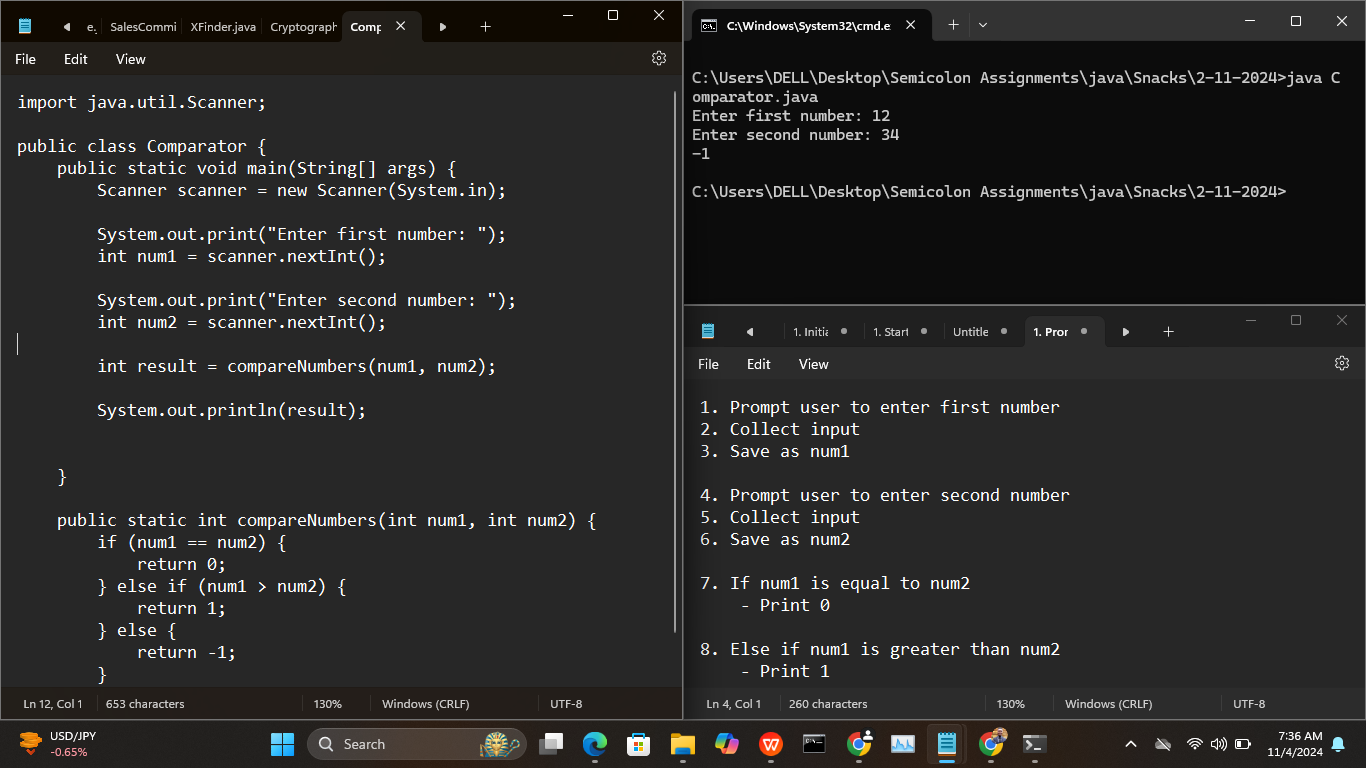 e.
SalesCommi
XFinder.java
Cryptograph
Comp
File
Edit
View
import java.util.Scanner;
public class Comparator {
public static void main(String[] args) {
Scanner scanner = new Scanner(System.in);
System.out.print("Enter first number: ");
int num1 = scanner.nextInt();
System.out.print("Enter second number: ");
int num2 = scanner.nextInt();
int result = compareNumbers(num1, num2);
System.out.println(result);
}
public static int compareNumbers(int num1, int num2) {
if (num1 == num2) {
return 0;
} else if (num1 > num2) {
return 1;
} else {
return -1;
}
Ln 12, Col 1
653 characters
130%
Windows (CRLF)
UTF-8
C:\Windows\System32\cmd.e
C:\Users\DELL\Desktop\Semicolon Assignments\java\Snacks\2-11-2024>java C
omparator.java
Enter first number: 12
Enter second number: 34
-1
C:\Users\DELL\Desktop\Semicolon Assignments\java\Snacks\2-11-2024>
1. Initia
1. Start
Untitle
1. Pror
File
Edit
View
1. Prompt user to enter first number
2. Collect input
3. Save as num1
4. Prompt user to enter second number
5. Collect input
6. Save as num2
7. If num1 is equal to num2
- Print 0
8. Else if num1 is greater than num2
- Print 1
Ln 4, Col 1
260 characters
130%
Windows (CRLF)
UTF-8
USD/JPY
-0.65%
Search
7:36 AM
11/4/2024